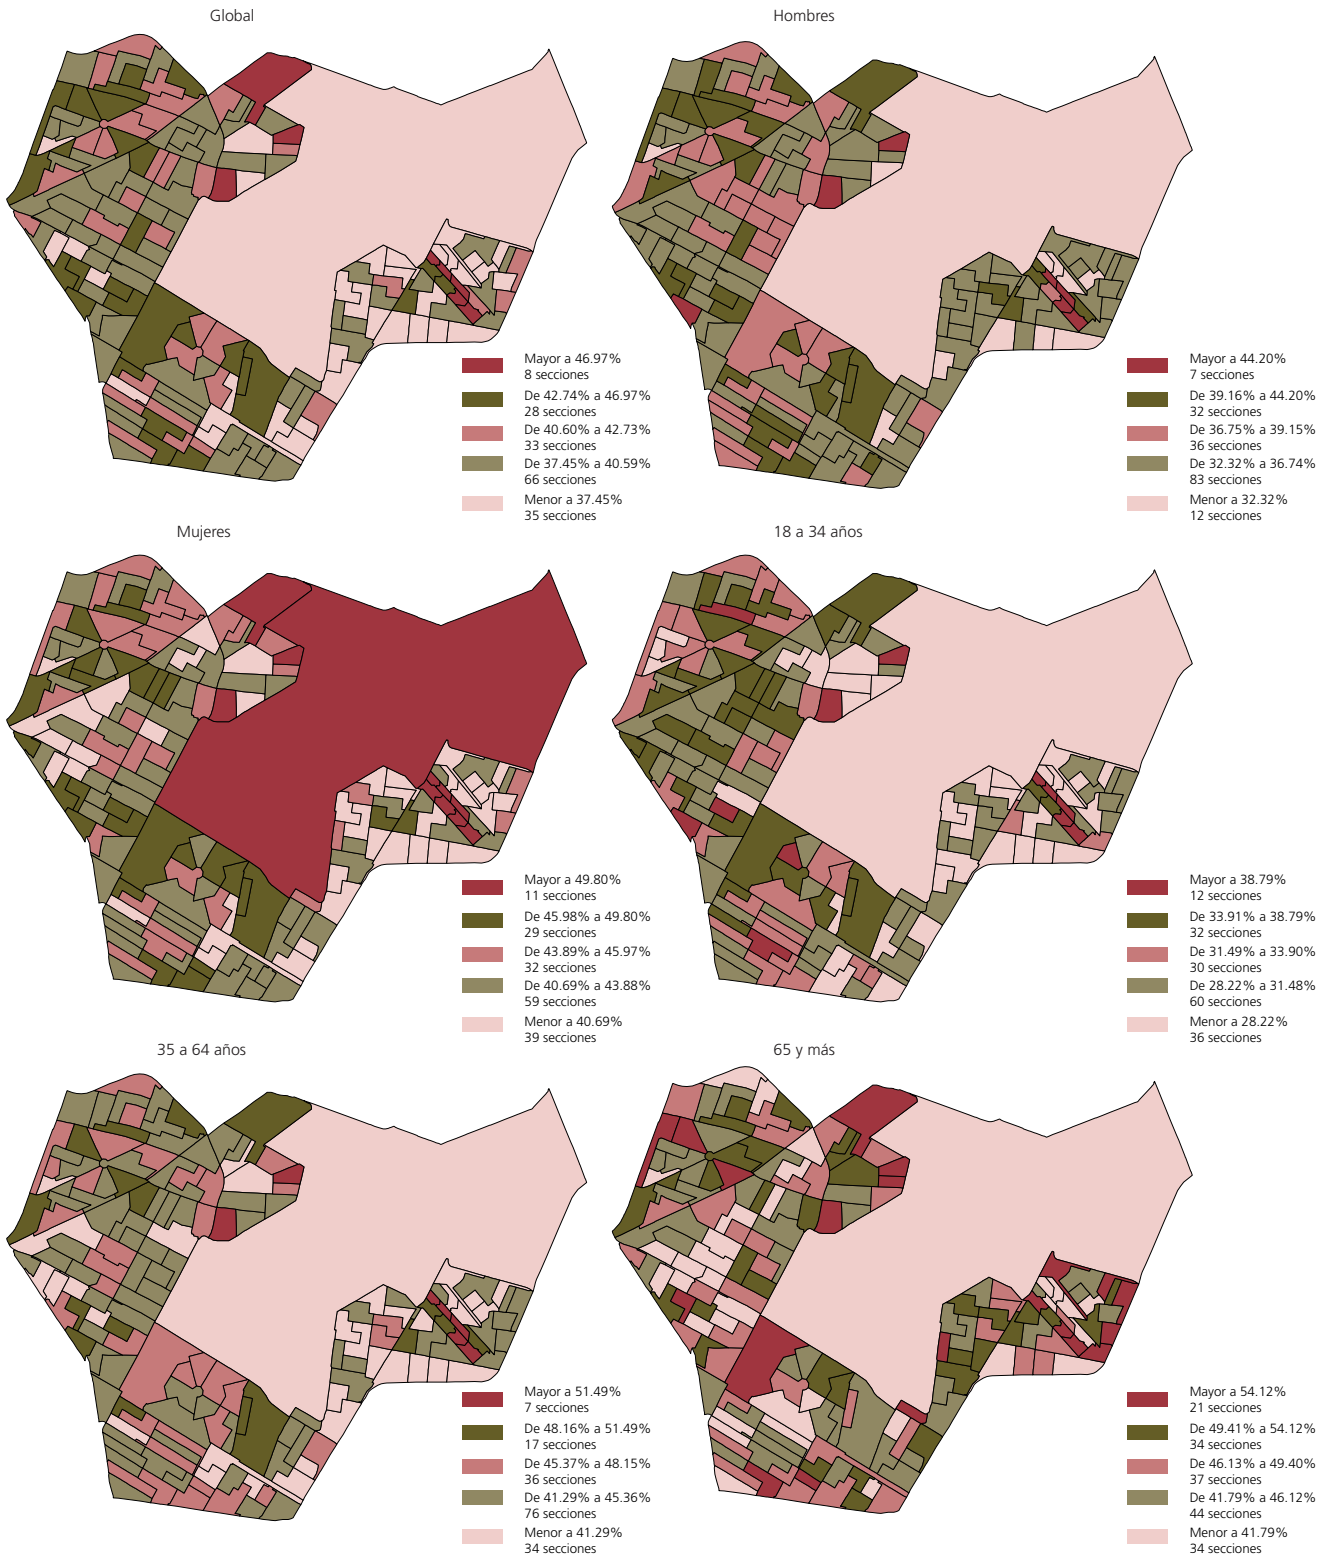 Global
Mayor a 46.97%
8 secciones
De 42.74% a 46.97%
28 secciones
De 40.60% a 42.73%
33 secciones
De 37.45% a 40.59%
66 secciones
Menor a 37.45%
35 secciones
Hombres
Mayor a 44.20%
7 secciones
De 39.16% a 44.20%
32 secciones
De 36.75% a 39.15%
36 secciones
De 32.32% a 36.74%
83 secciones
Menor a 32.32%
12 secciones
Mujeres
Mayor a 49.80%
11 secciones
De 45.98% a 49.80%
29 secciones
De 43.89% a 45.97%
32 secciones
De 40.69% a 43.88%
59 secciones
Menor a 40.69%
39 secciones
18 a 34 años
Mayor a 38.79%
12 secciones
De 33.91% a 38.79%
32 secciones
De 31.49% a 33.90%
30 secciones
De 28.22% a 31.48%
60 secciones
Menor a 28.22%
36 secciones
35 a 64 años
Mayor a 51.49%
7 secciones
De 48.16% a 51.49%
17 secciones
De 45.37% a 48.15%
36 secciones
De 41.29% a 45.36%
76 secciones
Menor a 41.29%
34 secciones
65 y más
Mayor a 54.12%
21 secciones
De 49.41% a 54.12%
34 secciones
De 46.13% a 49.40%
37 secciones
De 41.79% a 46.12%
44 secciones
Menor a 41.79%
34 secciones